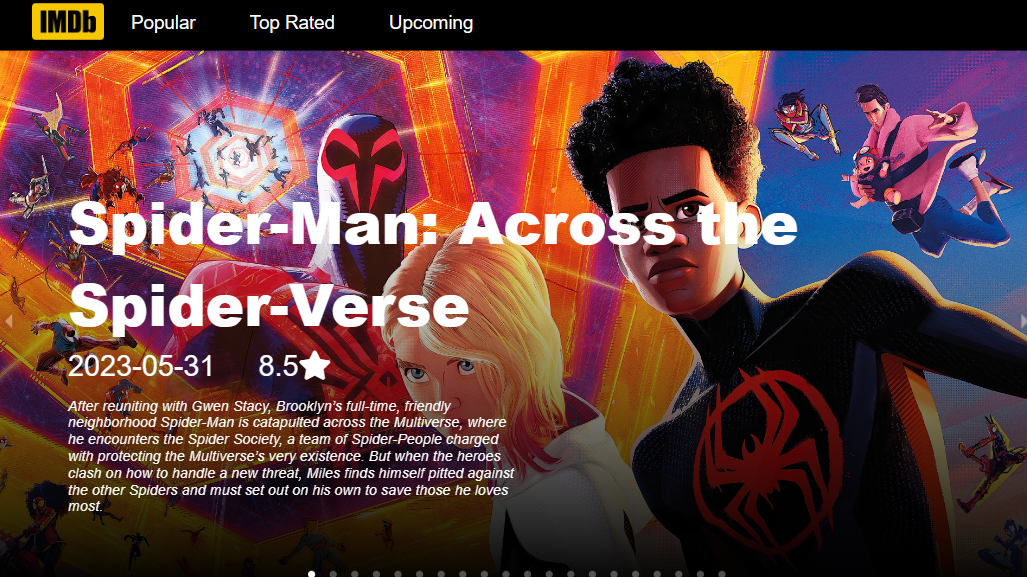 IMDb Popular Top Rated Upcoming
Spider-Man: Across the
Spider-Verse
2023-05-31 8.5
After reuniting with Gwen Stacy, Brooklyn’s full-time, friendly
neighborhood Spider-Man is catapulted across the Multiverse, where
he encounters the Spider Society, a team of Spider-People charged
with protecting the Multiverse’s very existence. But when the heroes
clash on how to handle a new threat, Miles finds himself pitted against
the other Spiders and must set out on his own to save those he loves
most.